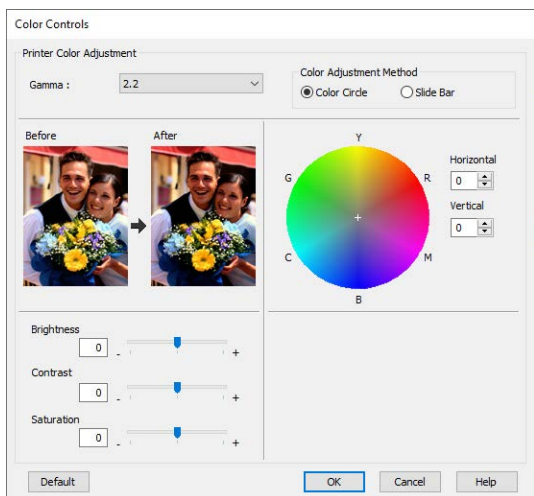 Color Controls
Printer Color Adjustment
Gamma :
2.2
Color Adjustment Method
Color Circle
Slide Bar
Before
After
Y
G
R
C
M
B
Horizontal
0
Vertical
0
Brightness
0
-
+
Contrast
0
-
+
Saturation
0
-
+
Default
OK
Cancel
Help